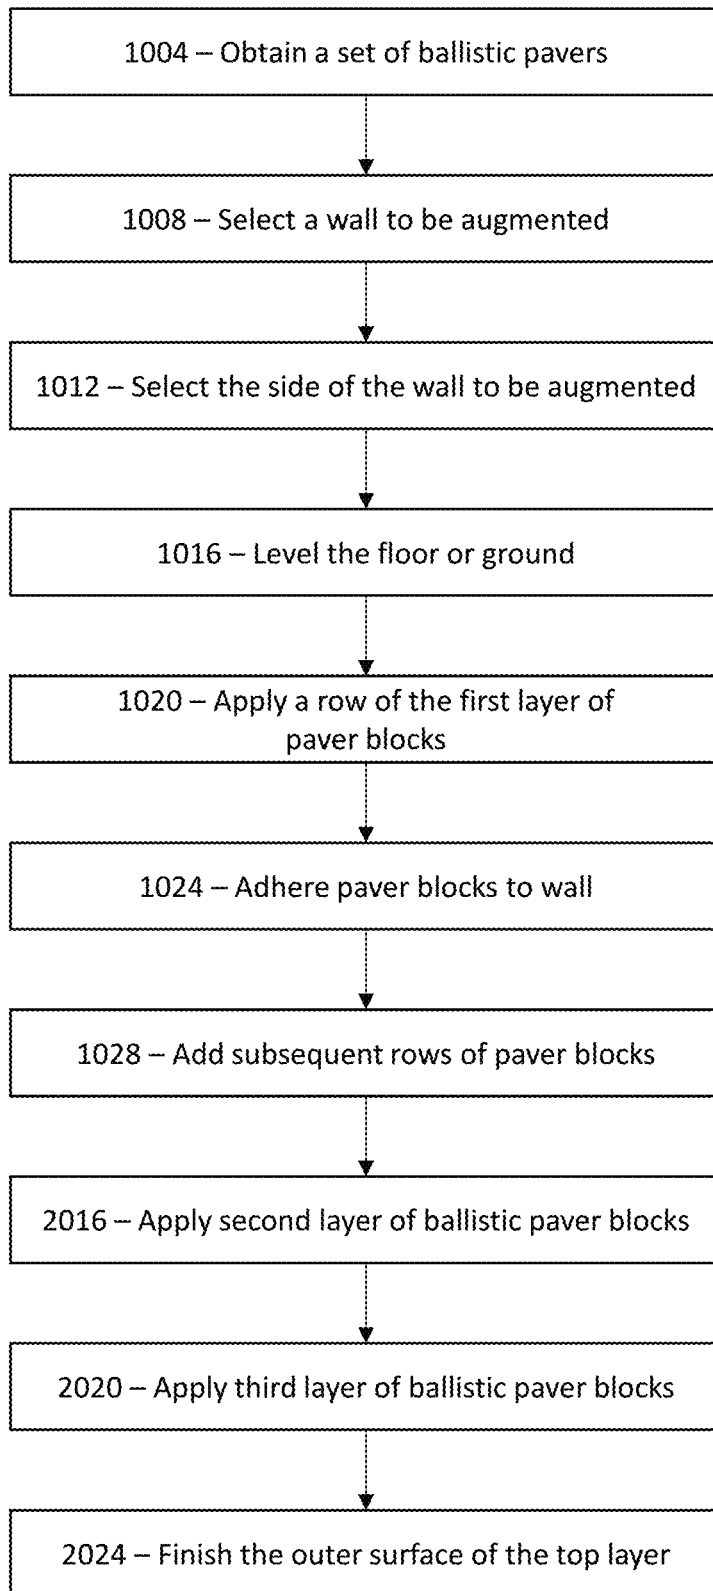 1004 – Obtain a set of ballistic pavers
1008 – Select a wall to be augmented
1012 – Select the side of the wall to be augmented
1016 – Level the floor or ground
1020 – Apply a row of the first layer of
paver blocks
1024 – Adhere paver blocks to wall
1028 – Add subsequent rows of paver blocks
2016 – Apply second layer of ballistic paver blocks
2020 – Apply third layer of ballistic paver blocks
2024 – Finish the outer surface of the top layer